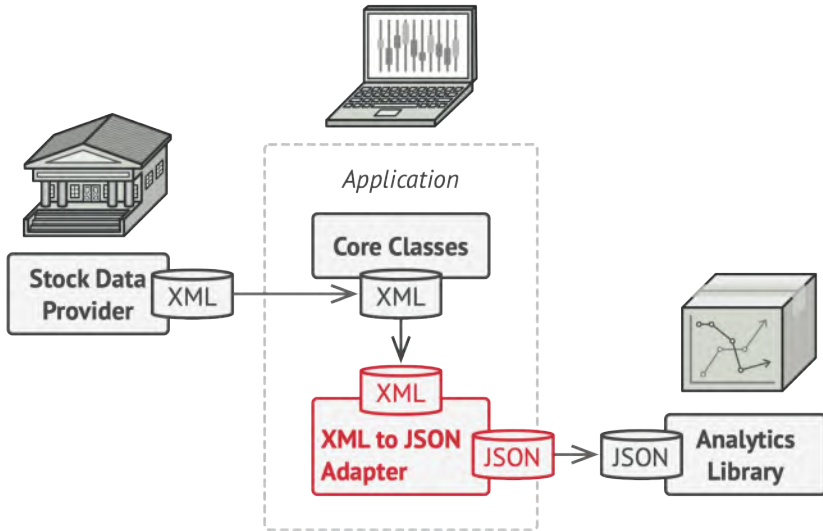 Application
Core Classes
Stock Data
Provider
XML
XML
XML
XML to JSON
Adapter
JSON
JSON
Analytics
Library